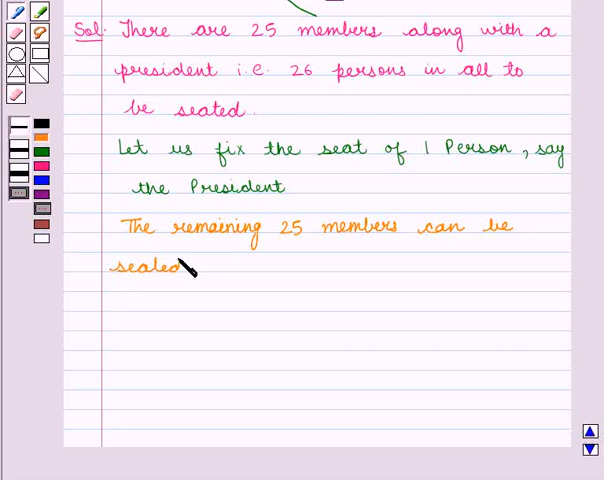 Sol. There are 25 members along with a
president i.e. 26 persons in all to
be seated.
Let us fix the seat of 1 Person, say
the President
The remaining 25 members can be
seated